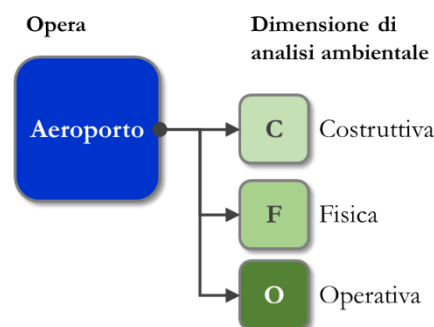 Opera
Dimensione di
analisi ambientale
Aeroporto
C
Costruttiva
F
Fisica
O
Operativa